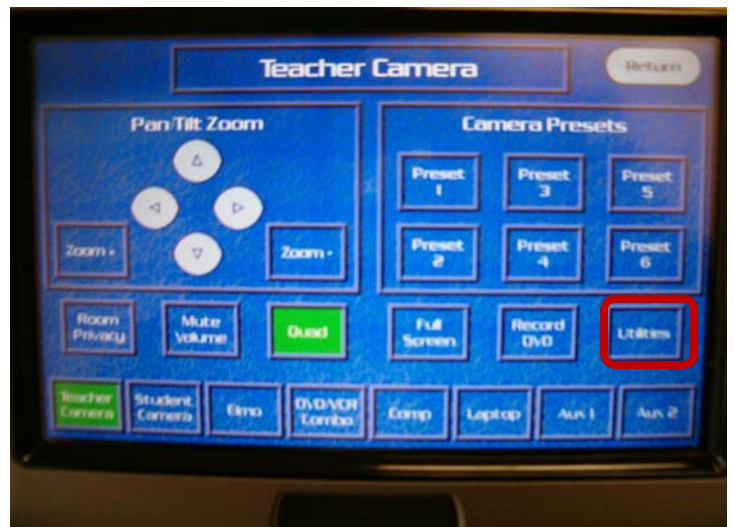 Teacher Camera
Return
Pan/Tilt Zoom
Zoom +
Zoom -
Camera Presets
Preset
1
Preset
3
Preset
5
Preset
2
Preset
4
Preset
6
Room
Privacy
Mute
Volume
Quad
Full
Screen
Record
DVD
Utilities
Teacher
Camera
Student
Camera
Elmo
DVD/VCR
Combo
Comp
Laptop
Aux 1
Aux 2